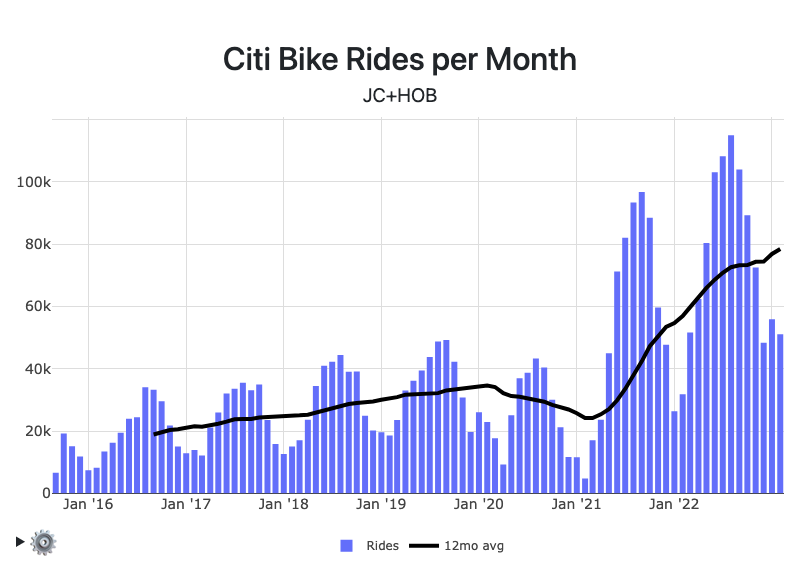 Citi Bike Rides per Month
JC+HOB
100k
80k
60k
40k
20k
0
Jan '16 Jan '17 Jan '18 Jan '19 Jan '20 Jan '21 Jan '22
Rides 12mo avg